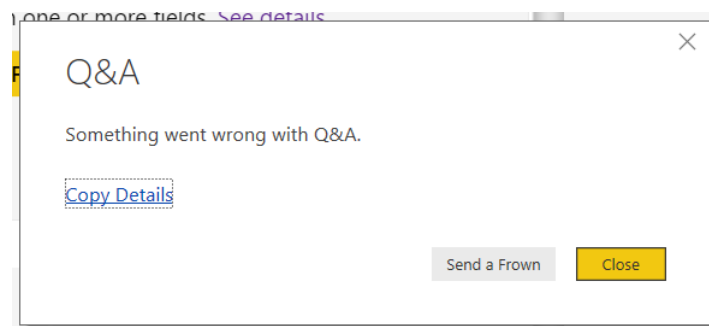 one or more fields. See details
F
Q&A
Something went wrong with Q&A.
Copy Details
Send a Frown
Close